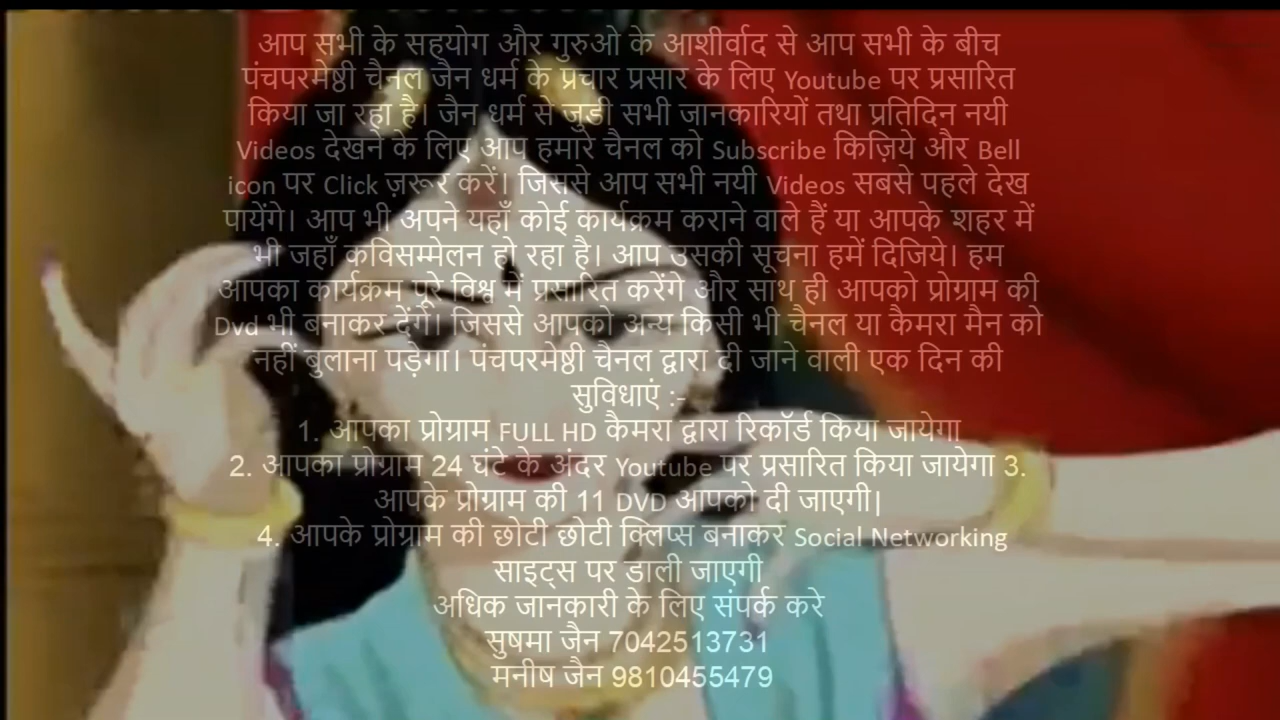 आप सभी के सहयोग और गुरुओ के आशीर्वाद से आप सभी के बीच
पंचपरमेष्ठी चैनल जैन धर्म के प्रचार प्रसार के लिए Youtube पर प्रसारित
किया जा रहा है। जैन धर्म से जुडी सभी जानकारियों तथा प्रतिदिन नयी
Videos देखने के लिए आप हमारे चैनल को Subscribe किज़िये और Bell
icon पर Click ज़रूर करें। जिससे आप सभी नयी Videos सबसे पहले देख
पायेंगे। आप भी अपने यहाँ कोई कार्यक्रम कराने वाले हैं या आपके शहर में
भी जहाँ कविसम्मेलन हो रहा है। आप उसकी सूचना हमें दिजिये। हम
आपका कार्यक्रम पूरे विश्व में प्रसारित करेंगे और साथ ही आपको प्रोग्राम की
Dvd भी बनाकर देंगे। जिससे आपको अन्य किसी भी चैनल या कैमरा मैन को
नहीं बुलाना पड़ेगा। पंचपरमेष्ठी चैनल द्वारा दी जाने वाली एक दिन की
सुविधाएं :-
1. आपका प्रोग्राम FULL HD कैमरा द्वारा रिकॉर्ड किया जायेगा
2. आपका प्रोग्राम 24 घंटे के अंदर Youtube पर प्रसारित किया जायेगा 3.
आपके प्रोग्राम की 11 DVD आपको दी जाएगी|
4. आपके प्रोग्राम की छोटी छोटी क्लिप्स बनाकर Social Networking
साइट्स पर डाली जाएगी
अधिक जानकारी के लिए संपर्क करे
सुषमा जैन 7042513731
मनीष जैन 9810455479